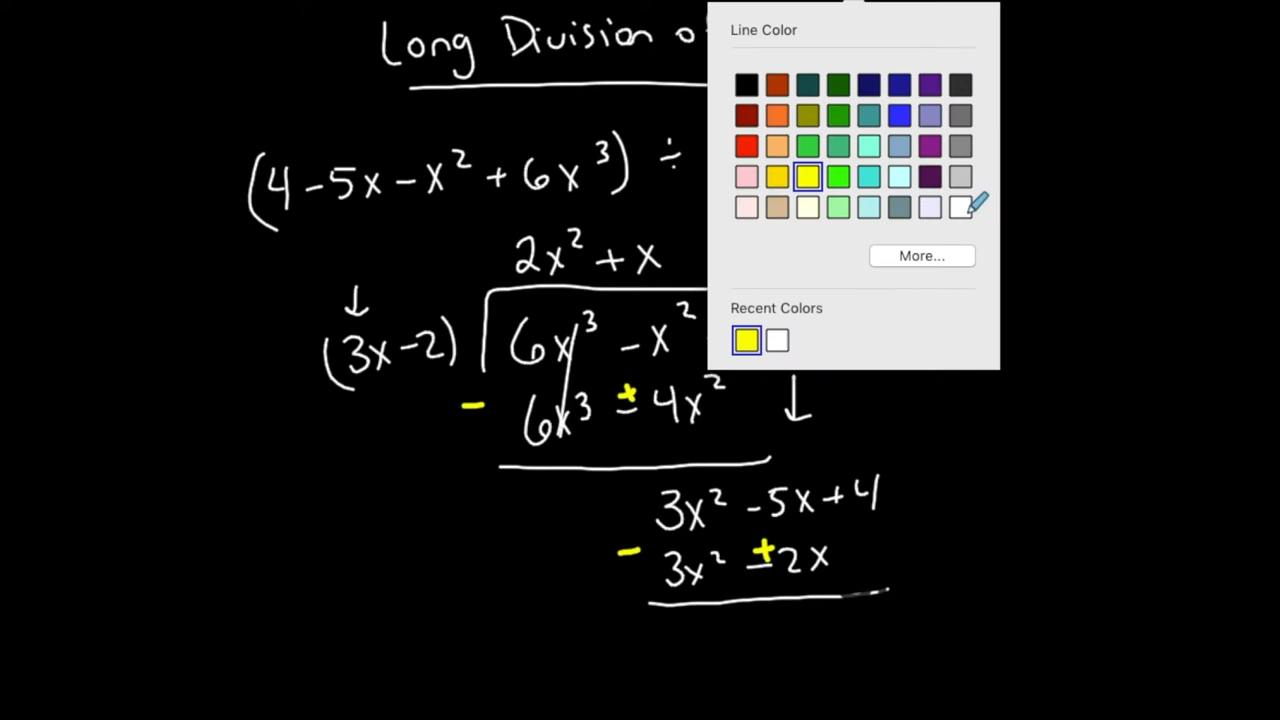 Long Division o
Line Color
(4-5x-x²+6x³) ÷
2x² + x
More...
Recent Colors
↓
(3x-2) 6x³ - x²
- 6x³ ± 4x² ↓
3x² - 5x + 4
- 3x² ± 2x